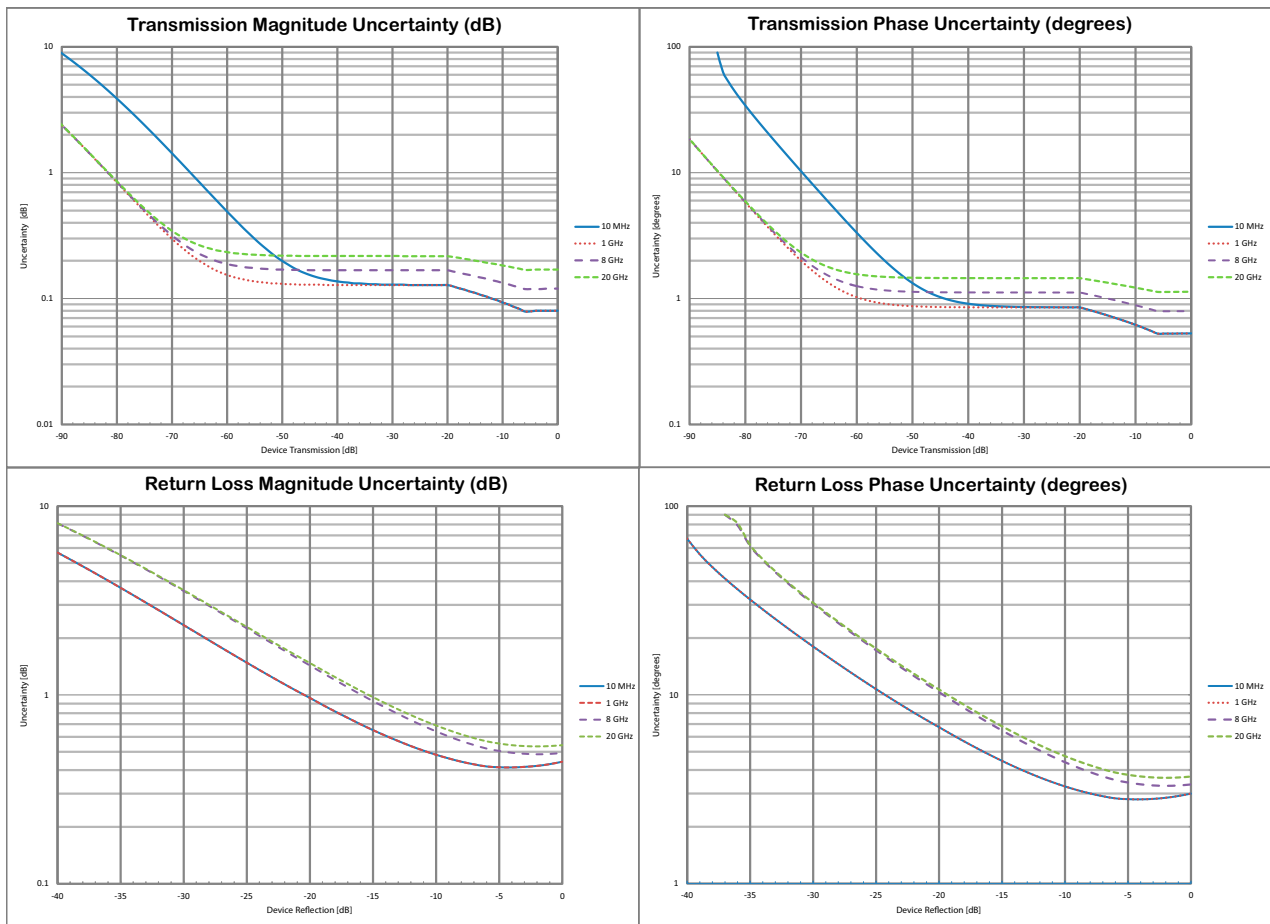 Transmission Magnitude Uncertainty (dB)
10
1
0.1
0.01
Uncertainty [dB]
-90 -80 -70 -60 -50 -40 -30 -20 -10 0
Device Transmission [dB]
10 MHz
1 GHz
8 GHz
20 GHz
Transmission Phase Uncertainty (degrees)
100
10
1
0.1
Uncertainty [degrees]
-90 -80 -70 -60 -50 -40 -30 -20 -10 0
Device Transmission [dB]
10 MHz
1 GHz
8 GHz
20 GHz
Return Loss Magnitude Uncertainty (dB)
10
1
0.1
Uncertainty [dB]
-40 -35 -30 -25 -20 -15 -10 -5 0
Device Reflection [dB]
10 MHz
1 GHz
8 GHz
20 GHz
Return Loss Phase Uncertainty (degrees)
100
10
1
Uncertainty [degrees]
-40 -35 -30 -25 -20 -15 -10 -5 0
Device Reflection [dB]
10 MHz
1 GHz
8 GHz
20 GHz